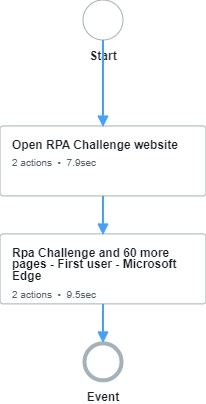 Start
Open RPA Challenge website
2 actions • 7.9sec
Rpa Challenge and 60 more
pages - First user - Microsoft
Edge
2 actions • 9.5sec
Event